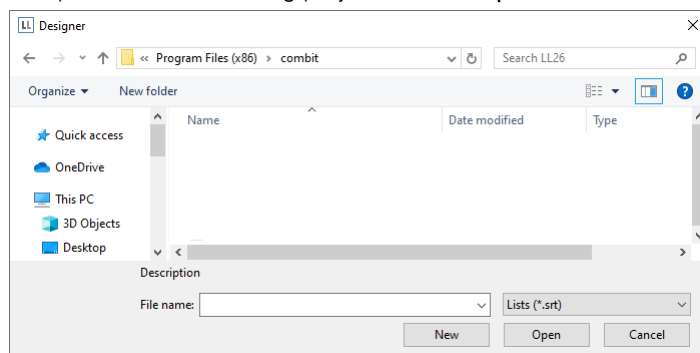 LL Designer
« Program Files (x86) > combit Search LL26
Organize New folder
Name Date modified Type
Quick access
OneDrive
This PC
3D Objects
Desktop
Description
File name: Lists (*.srt)
New Open Cancel